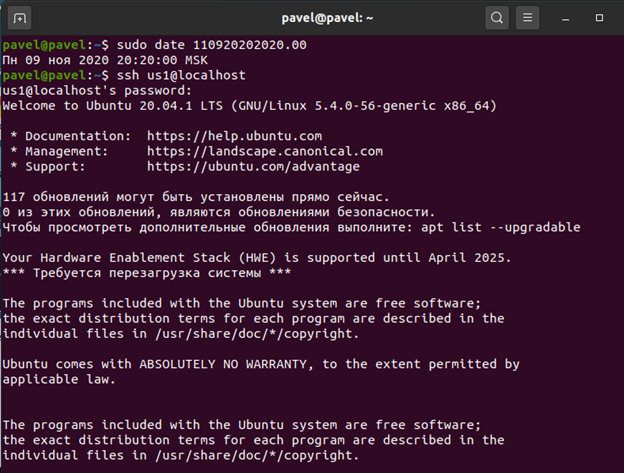 pavel@pavel: ~
pavel@pavel:~$ sudo date 110920202020.00
Пн 09 ноя 2020 20:20:00 MSK
pavel@pavel:~$ ssh us1@localhost
us1@localhost's password:
Welcome to Ubuntu 20.04.1 LTS (GNU/Linux 5.4.0-56-generic x86_64)
* Documentation:  https://help.ubuntu.com
* Management:     https://landscape.canonical.com
* Support:        https://ubuntu.com/advantage
117 обновлений могут быть установлены прямо сейчас.
0 из этих обновлений, являются обновлениями безопасности.
Чтобы просмотреть дополнительные обновления выполните: apt list --upgradable
Your Hardware Enablement Stack (HWE) is supported until April 2025.
*** Требуется перезагрузка системы ***
The programs included with the Ubuntu system are free software;
the exact distribution terms for each program are described in the
individual files in /usr/share/doc/*/copyright.
Ubuntu comes with ABSOLUTELY NO WARRANTY, to the extent permitted by
applicable law.
The programs included with the Ubuntu system are free software;
the exact distribution terms for each program are described in the
individual files in /usr/share/doc/*/copyright.